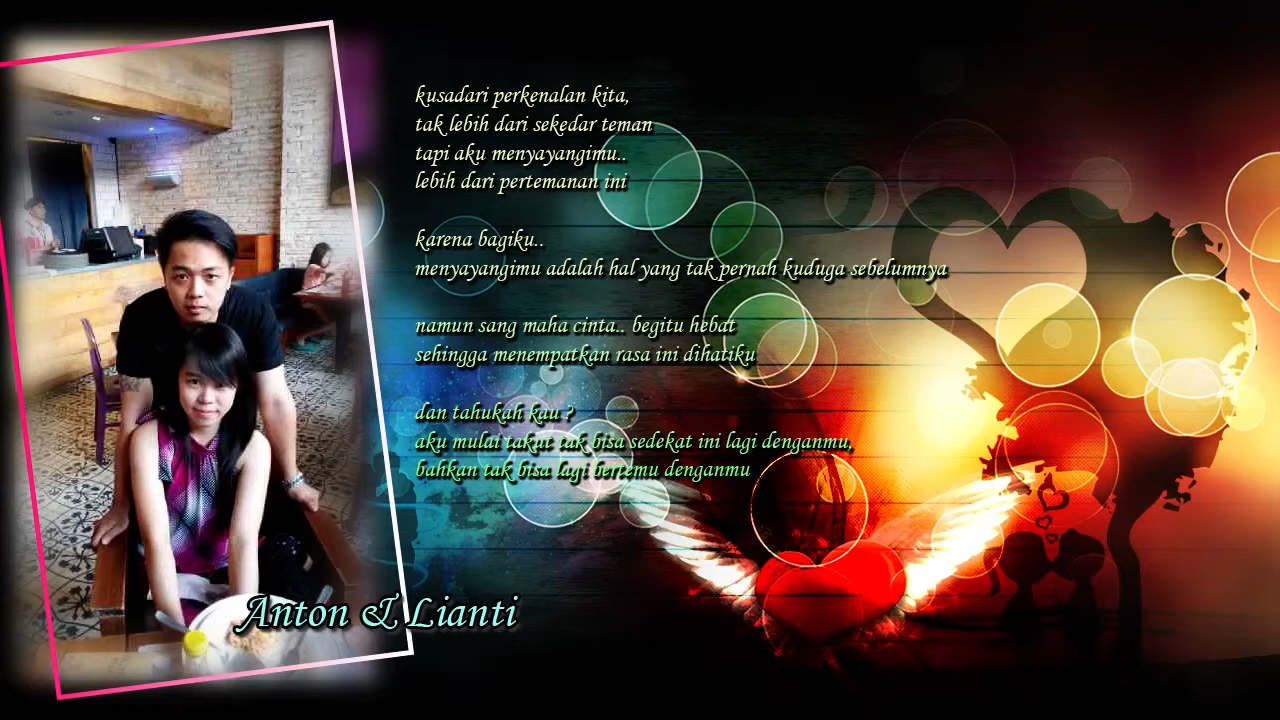 kusadari perkenalan kita,
tak lebih dari sekedar teman
tapi aku menyayangimu..
lebih dari pertemanan ini
karena bagiku..
menyayangimu adalah hal yang tak pernah kuduga sebelumnya
namun sang maha cinta.. begitu hebat
sehingga menempatkan rasa ini dihatiku
dan tahukah kau ?
aku mulai takut tak bisa sedekat ini lagi denganmu,
bahkan tak bisa lagi bertemu denganmu
Anton & Lianti